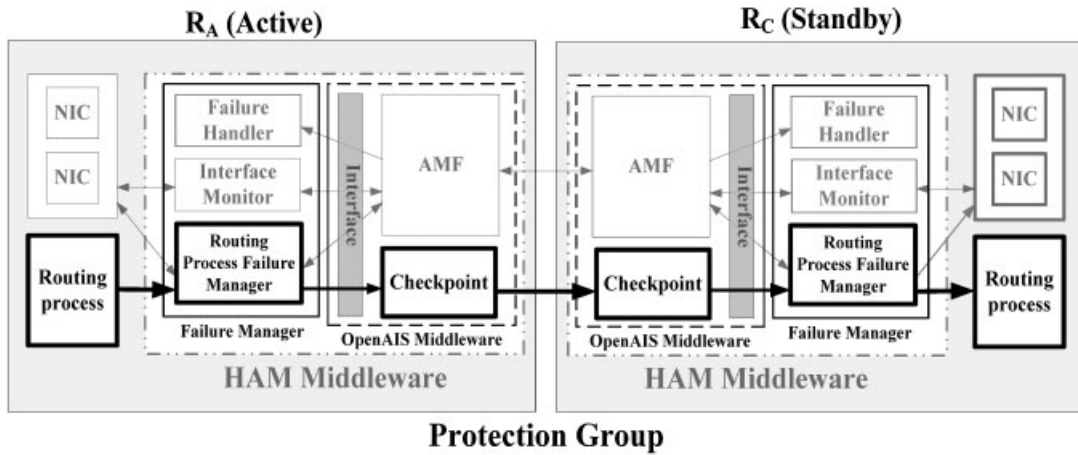 R_A (Active)
R_C (Standby)
NIC
NIC
Routing
process
Failure
Handler
Interface
Monitor
Routing
Process Failure
Manager
Failure Manager
Interface
AMF
Checkpoint
OpenAIS Middleware
HAM Middleware
AMF
Checkpoint
OpenAIS Middleware
Interface
Failure
Handler
Interface
Monitor
Routing
Process Failure
Manager
Failure Manager
NIC
NIC
Routing
process
HAM Middleware
Protection Group